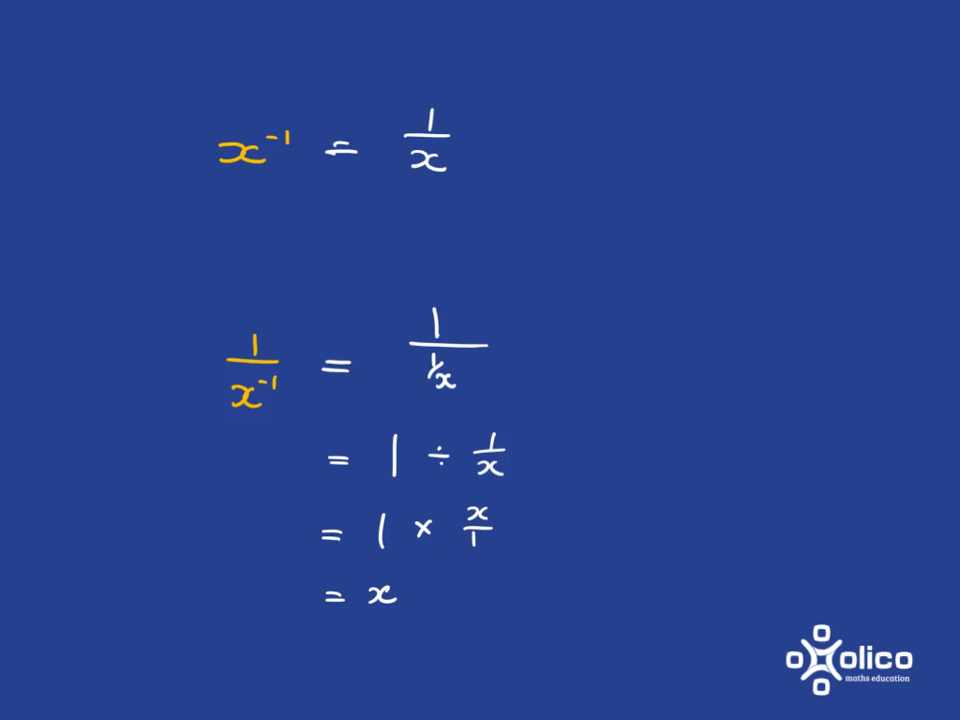 x⁻¹ = 1/x
1/x⁻¹ = 1/(1/x)
= 1 ÷ 1/x
= 1 × x/1
= x
olico
maths education